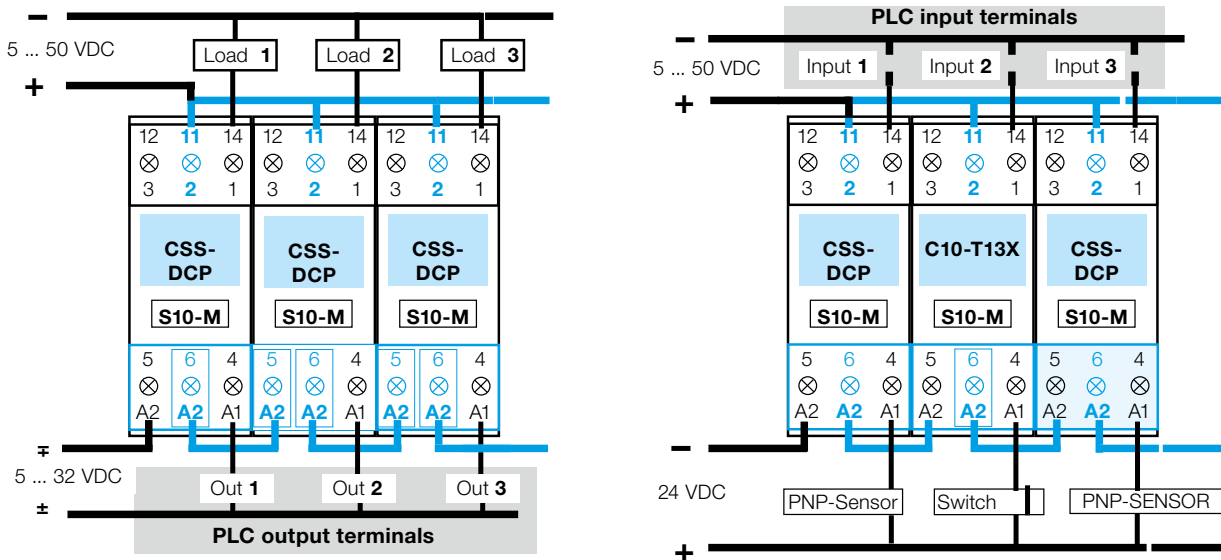 −
5 ... 50 VDC
+
Load 1 Load 2 Load 3
12 11 14 12 11 14 12 11 14
3 2 1 3 2 1 3 2 1
CSS-
DCP
CSS-
DCP
CSS-
DCP
S10-M S10-M S10-M
5 6 4 5 6 4 5 6 4
A2 A2 A1 A2 A2 A1 A2 A2 A1
∓
5 ... 32 VDC
±
Out 1 Out 2 Out 3
PLC output terminals
PLC input terminals
−
5 ... 50 VDC
+
Input 1 Input 2 Input 3
12 11 14 12 11 14 12 11 14
3 2 1 3 2 1 3 2 1
CSS-
DCP
C10-T13X
CSS-
DCP
S10-M S10-M S10-M
5 6 4 5 6 4 5 6 4
A2 A2 A1 A2 A2 A1 A2 A2 A1
−
24 VDC
+
PNP-Sensor Switch PNP-SENSOR